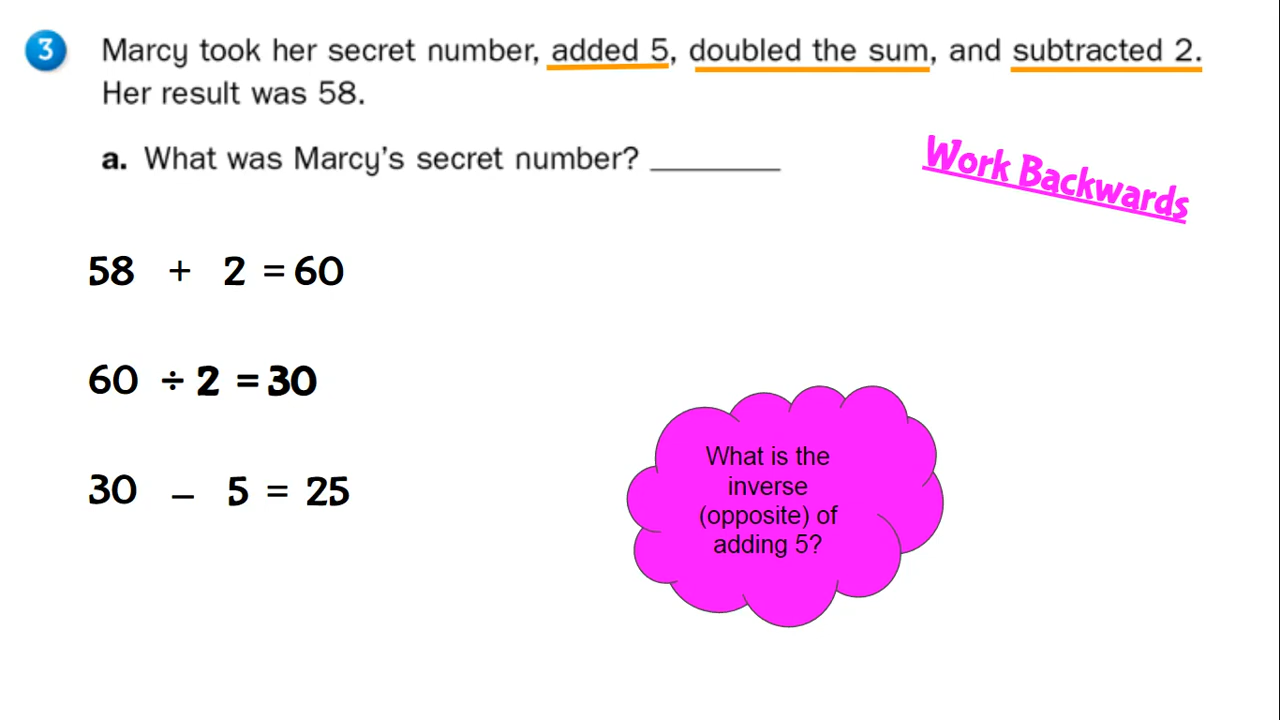 3 Marcy took her secret number, added 5, doubled the sum, and subtracted 2.
Her result was 58.
a. What was Marcy's secret number? ________
Work Backwards
58 + 2 = 60
60 ÷ 2 = 30
30 – 5 = 25
What is the
inverse
(opposite) of
adding 5?